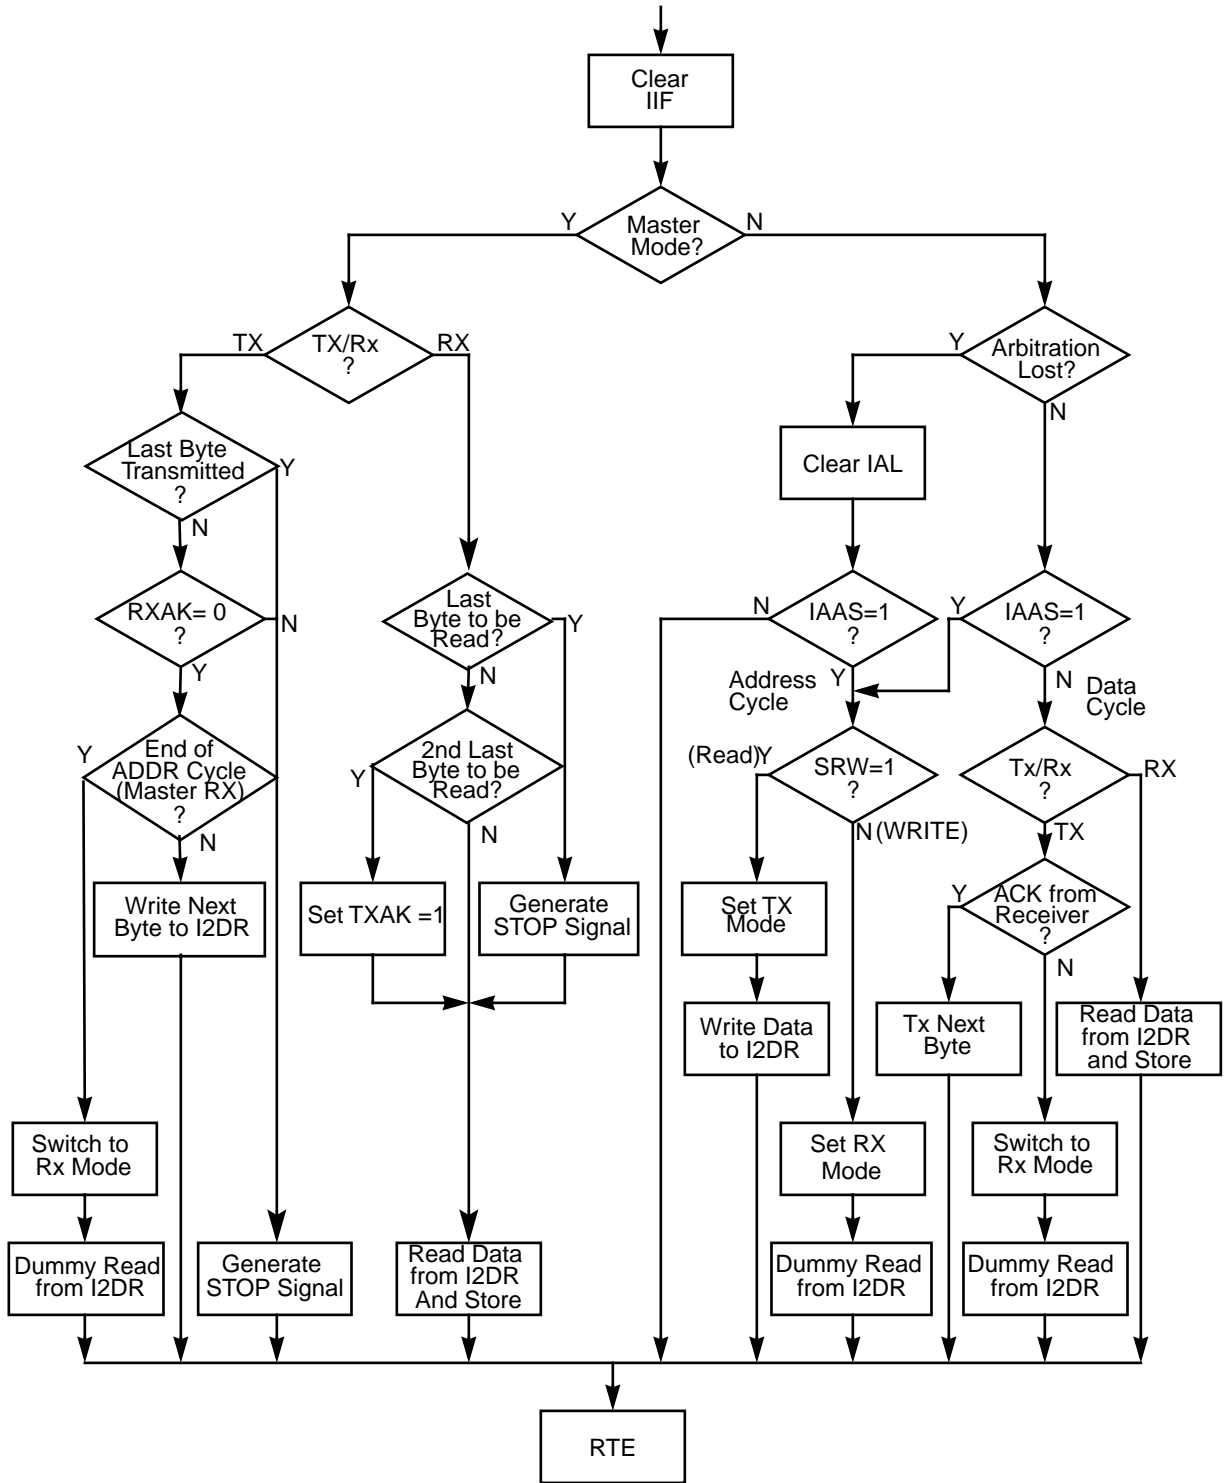 Clear
IIF
Y
Master
Mode?
N
TX
TX/Rx
?
RX
Y
Arbitration
Lost?
N
Last Byte
Transmitted
?
Y
N
Clear IAL
RXAK= 0
?
N
Y
Last
Byte to be
Read?
Y
N
N
IAAS=1
?
Y
Y
IAAS=1
?
N
Address
Cycle
Data
Cycle
Y
End of
ADDR Cycle
(Master RX)
?
N
Y
2nd Last
Byte to be
Read?
N
(Read)
Y
SRW=1
?
N
(WRITE)
Tx/Rx
?
RX
TX
Write Next
Byte to I2DR
Set TXAK =1
Generate
STOP Signal
Set TX
Mode
Y
ACK from
Receiver
?
N
Write Data
to I2DR
Tx Next
Byte
Read Data
from I2DR
and Store
Switch to
Rx Mode
Set RX
Mode
Switch to
Rx Mode
Dummy Read
from I2DR
Generate
STOP Signal
Read Data
from I2DR
And Store
Dummy Read
from I2DR
Dummy Read
from I2DR
RTE